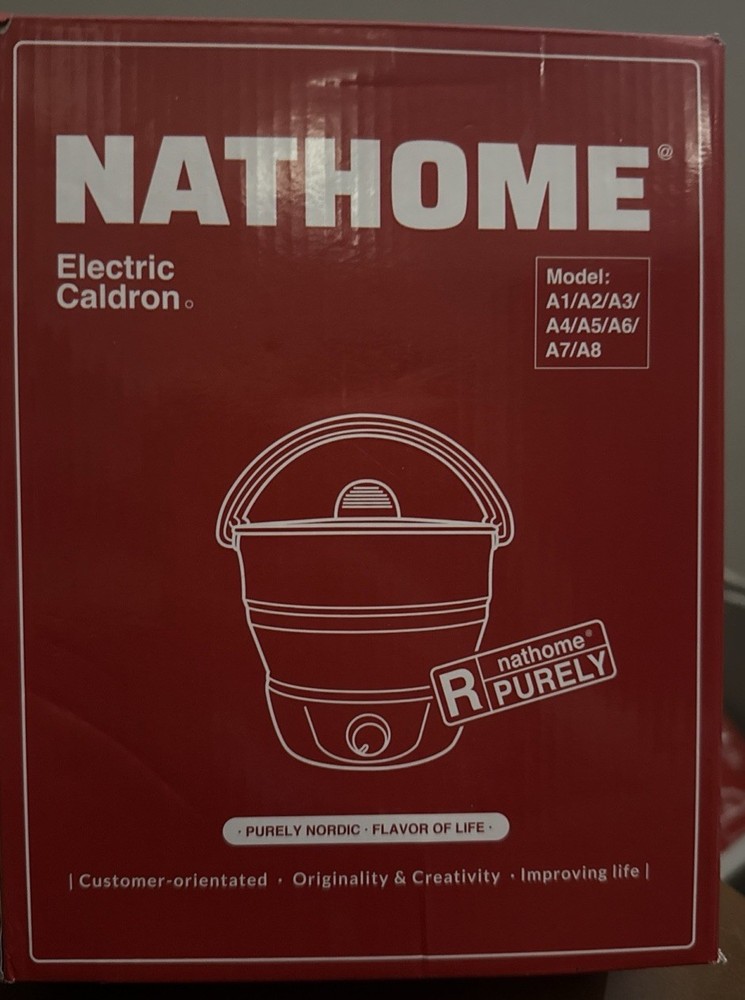 NATHOME@
Electric
Caldron。
Model:
A1/A2/A3/
A4/A5/A6/
A7/A8
R nathome®
PURELY
· PURELY NORDIC · FLAVOR OF LIFE ·
| Customer-orientated · Originality & Creativity · Improving life |